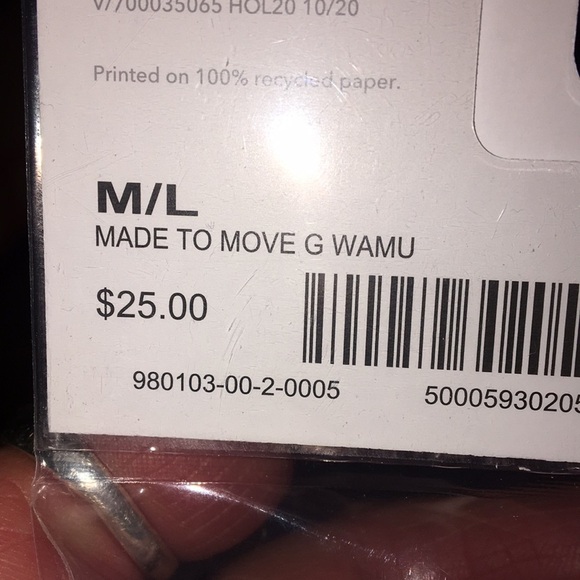 v/700035065 HOL20 10/20
Printed on 100% recycled paper.
M/L
MADE TO MOVE G WAMU
$25.00
980103-00-2-0005
50005930205